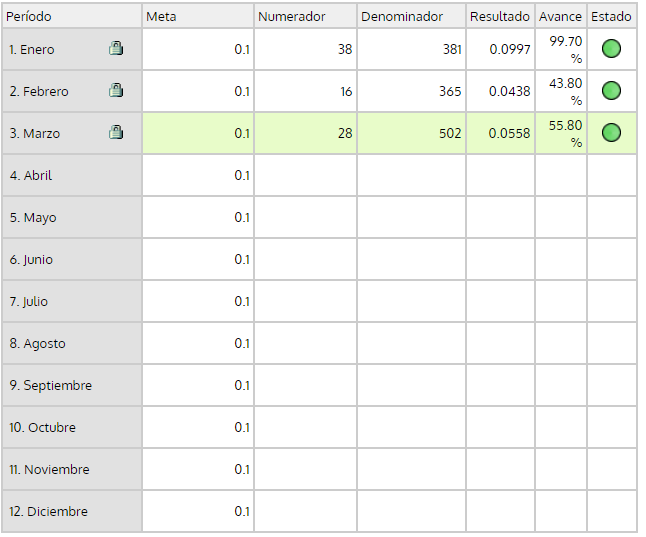 Período Meta Numerador Denominador Resultado Avance Estado
1. Enero 0.1 38 381 0.0997 99.70 %
2. Febrero 0.1 16 365 0.0438 43.80 %
3. Marzo 0.1 28 502 0.0558 55.80 %
4. Abril 0.1
5. Mayo 0.1
6. Junio 0.1
7. Julio 0.1
8. Agosto 0.1
9. Septiembre 0.1
10. Octubre 0.1
11. Noviembre 0.1
12. Diciembre 0.1